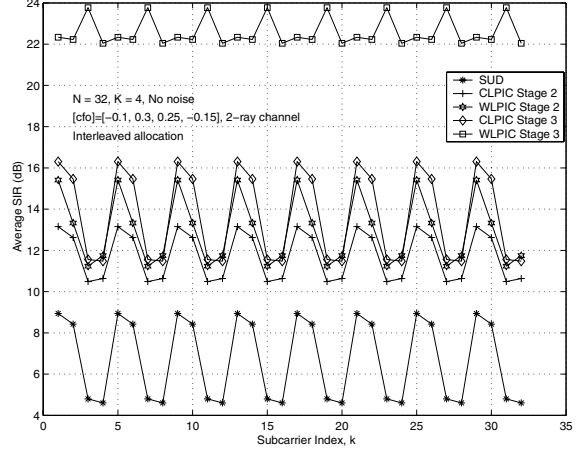 24
22
20
18
16
14
12
10
8
6
4
Average SIR (dB)
N = 32, K = 4, No noise
[cfo]=[−0.1, 0.3, 0.25, −0.15], 2-ray channel
Interleaved allocation
SUD
CLPIC Stage 2
WLPIC Stage 2
CLPIC Stage 3
WLPIC Stage 3
0 5 10 15 20 25 30 35
Subcarrier Index, k